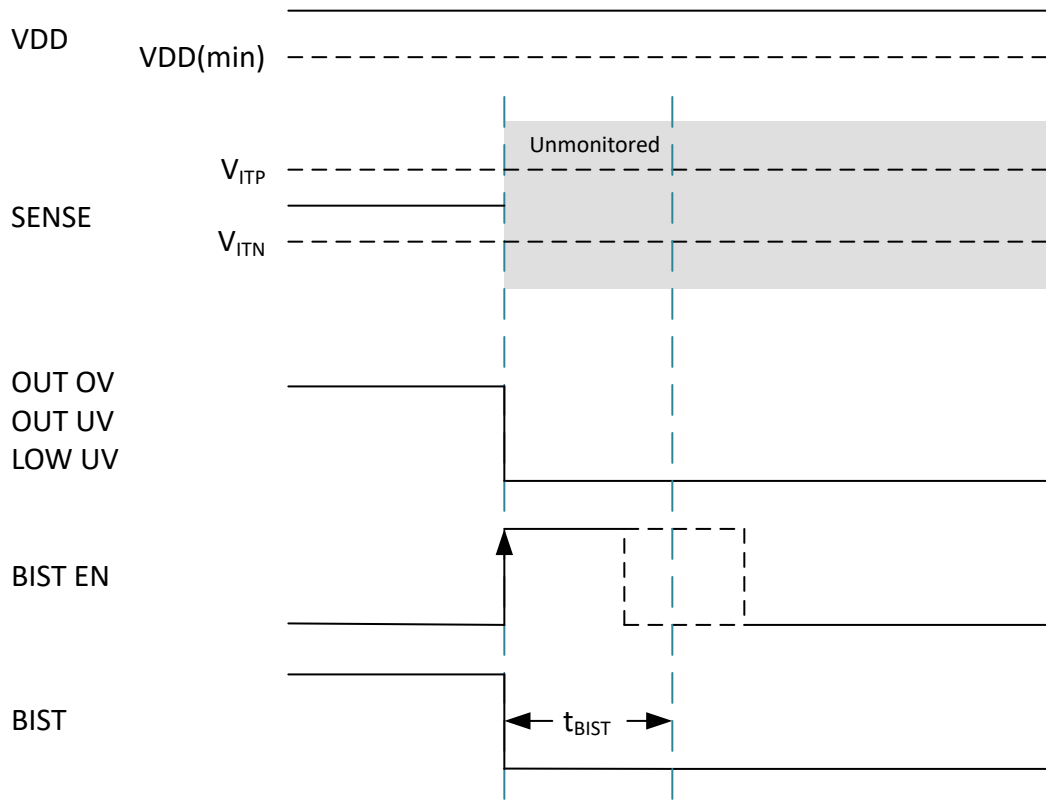 VDD
VDD(min)
Unmonitored
VITP
SENSE
VITN
OUT OV
OUT UV
LOW UV
BIST EN
BIST
tBIST